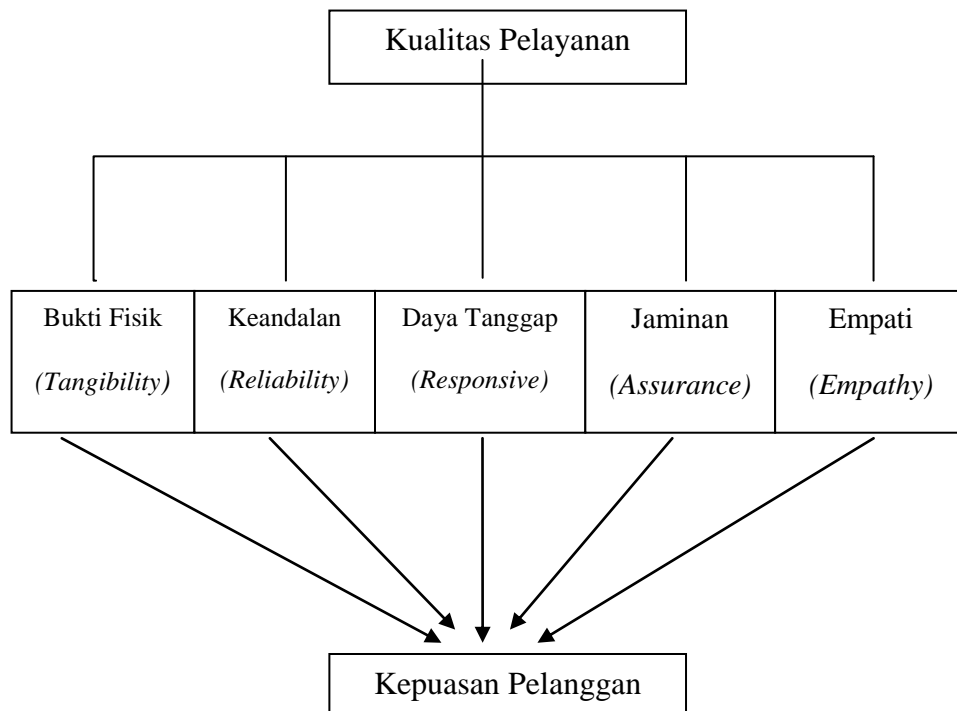 Kualitas Pelayanan
Bukti Fisik
(Tangibility)
Keandalan
(Reliability)
Daya Tanggap
(Responsive)
Jaminan
(Assurance)
Empati
(Empathy)
Kepuasan Pelanggan